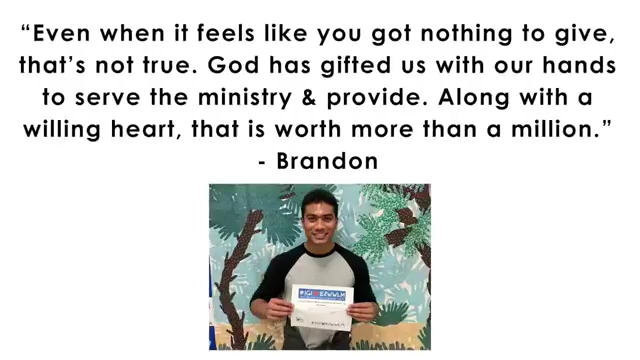 “Even when it feels like you got nothing to give,
that’s not true. God has gifted us with our hands
to serve the ministry & provide. Along with a
willing heart, that is worth more than a million.”
- Brandon